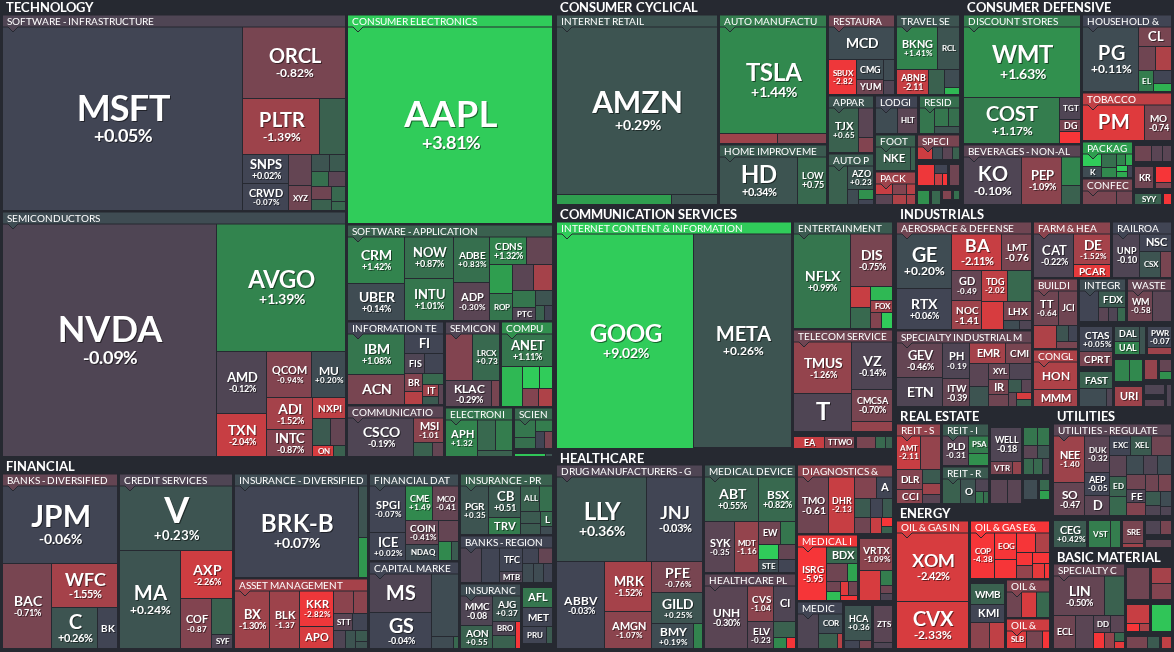 TECHNOLOGY
SOFTWARE - INFRASTRUCTURE
MSFT
+0.05%
ORCL
-0.82%
PLTR
-1.39%
SNPS
+0.02%
CRWD
-0.07%
XYZ
CONSUMER ELECTRONICS
AAPL
+3.81%
SEMICONDUCTORS
NVDA
-0.09%
AVGO
+1.39%
AMD
-0.12%
QCOM
-0.94%
MU
+0.20%
ADI
-1.52%
NXPI
TXN
-2.04%
INTC
-0.87%
ON
SOFTWARE - APPLICATION
CRM
+1.42%
NOW
+0.87%
ADBE
+0.83%
CDNS
+1.32%
UBER
+0.14%
INTU
+1.01%
ADP
-0.30%
ROP
PTC
INFORMATION TE
IBM
+1.08%
FI
FIS
ACN
BR
IT
SEMICON
LRCX
+0.73
KLAC
-0.29%
COMPU
ANET
+1.11%
COMMUNICATIO
CSCO
-0.19%
MSI
-1.01
ELECTRONI
APH
+1.32
SCIEN
CONSUMER CYCLICAL
INTERNET RETAIL
AMZN
+0.29%
AUTO MANUFACTU
TSLA
+1.44%
HOME IMPROVEME
HD
+0.34%
LOW
+0.75
RESTAURA
MCD
SBUX
-2.82
CMG
YUM
TRAVEL SE
BKNG
+1.41%
RCL
ABNB
-2.11
APPAR
TJX
+0.65
LODGI
HLT
RESID
FOOT
NKE
SPECI
AUTO P
AZO
+0.23
PACK
CONSUMER DEFENSIVE
DISCOUNT STORES
WMT
+1.63%
COST
+1.17%
TGT
DG
HOUSEHOLD &
PG
+0.11%
CL
EL
TOBACCO
PM
MO
-0.74
BEVERAGES - NON-AL
KO
-0.10%
PEP
-1.09%
PACKAG
K
KR
CONFEC
SYY
COMMUNICATION SERVICES
INTERNET CONTENT & INFORMATION
GOOG
+9.02%
META
+0.26%
ENTERTAINMENT
NFLX
+0.99%
DIS
-0.75%
FOX
TELECOM SERVICE
TMUS
-1.26%
VZ
-0.14%
T
CMCSA
-0.70%
EA
TTWO
INDUSTRIALS
AEROSPACE & DEFENSE
GE
+0.20%
BA
-2.11%
LMT
-0.76
RTX
+0.06%
GD
-0.49
TDG
-2.02
NOC
-1.41
LHX
FARM & HEA
CAT
-0.22%
DE
-1.52%
PCAR
RAILROA
UNP
-0.10
NSC
CSX
BUILDI
TT
-0.64
JCI
INTEGR
FDX
WASTE
WM
-0.58
SPECIALTY INDUSTRIAL M
GEV
-0.46%
PH
-0.19
EMR
CMI
XYL
ETN
ITW
-0.39
IR
CONGL
HON
MMM
CTAS
+0.05%
DAL
UAL
PWR
-0.07
CPRT
FAST
URI
FINANCIAL
BANKS - DIVERSIFIED
JPM
-0.06%
BAC
-0.71%
WFC
-1.55%
C
+0.26%
BK
CREDIT SERVICES
V
+0.23%
MA
+0.24%
AXP
-2.26%
COF
-0.87
SYF
INSURANCE - DIVERSIFIED
BRK-B
+0.07%
ASSET MANAGEMENT
BX
-1.30%
BLK
-1.37
KKR
-2.82%
APO
STT
FINANCIAL DAT
SPGI
-0.07%
CME
+1.49
MCO
-0.41
ICE
+0.02%
COIN
-0.41%
NDAQ
CAPITAL MARKE
MS
GS
-0.04%
INSURANCE - PR
PGR
+0.35
CB
+0.51
ALL
TRV
L
BANKS - REGION
TFC
MTB
INSURANC
MMC
-0.08
AJG
+0.37
BRO
AON
+0.55
AFL
MET
PRU
HEALTHCARE
DRUG MANUFACTURERS - G
LLY
+0.36%
JNJ
-0.03%
ABBV
-0.03%
MRK
-1.52%
PFE
-0.76%
AMGN
-1.07%
GILD
+0.25%
BMY
+0.19%
MEDICAL DEVICE
ABT
+0.55%
BSX
+0.82%
SYK
-0.35
MDT
-1.16
EW
STE
HEALTHCARE PL
UNH
-0.30%
CVS
-1.04
CI
ELV
-0.23
DIAGNOSTICS &
TMO
-0.61
DHR
-2.13
A
MEDICAL I
ISRG
-5.95
BDX
VRTX
-1.09%
MEDIC
COR
HCA
+0.36
ZTS
REAL ESTATE
REIT - S
AMT
-2.11
DLR
CCI
REIT - I
PLD
-0.31
PSA
WELL
-0.18
VTR
REIT - R
O
UTILITIES
UTILITIES - REGULATE
NEE
-1.40
DUK
-0.32
EXC
XEL
SO
-0.47
AEP
-0.05
ED
D
FE
CEG
+0.42%
VST
SRE
ENERGY
OIL & GAS IN
XOM
-2.42%
CVX
-2.33%
OIL & GAS E&
COP
-4.38
EOG
WMB
KMI
OIL &
OIL &
SLB
BASIC MATERIAL
SPECIALTY C
LIN
-0.50%
ECL
DD